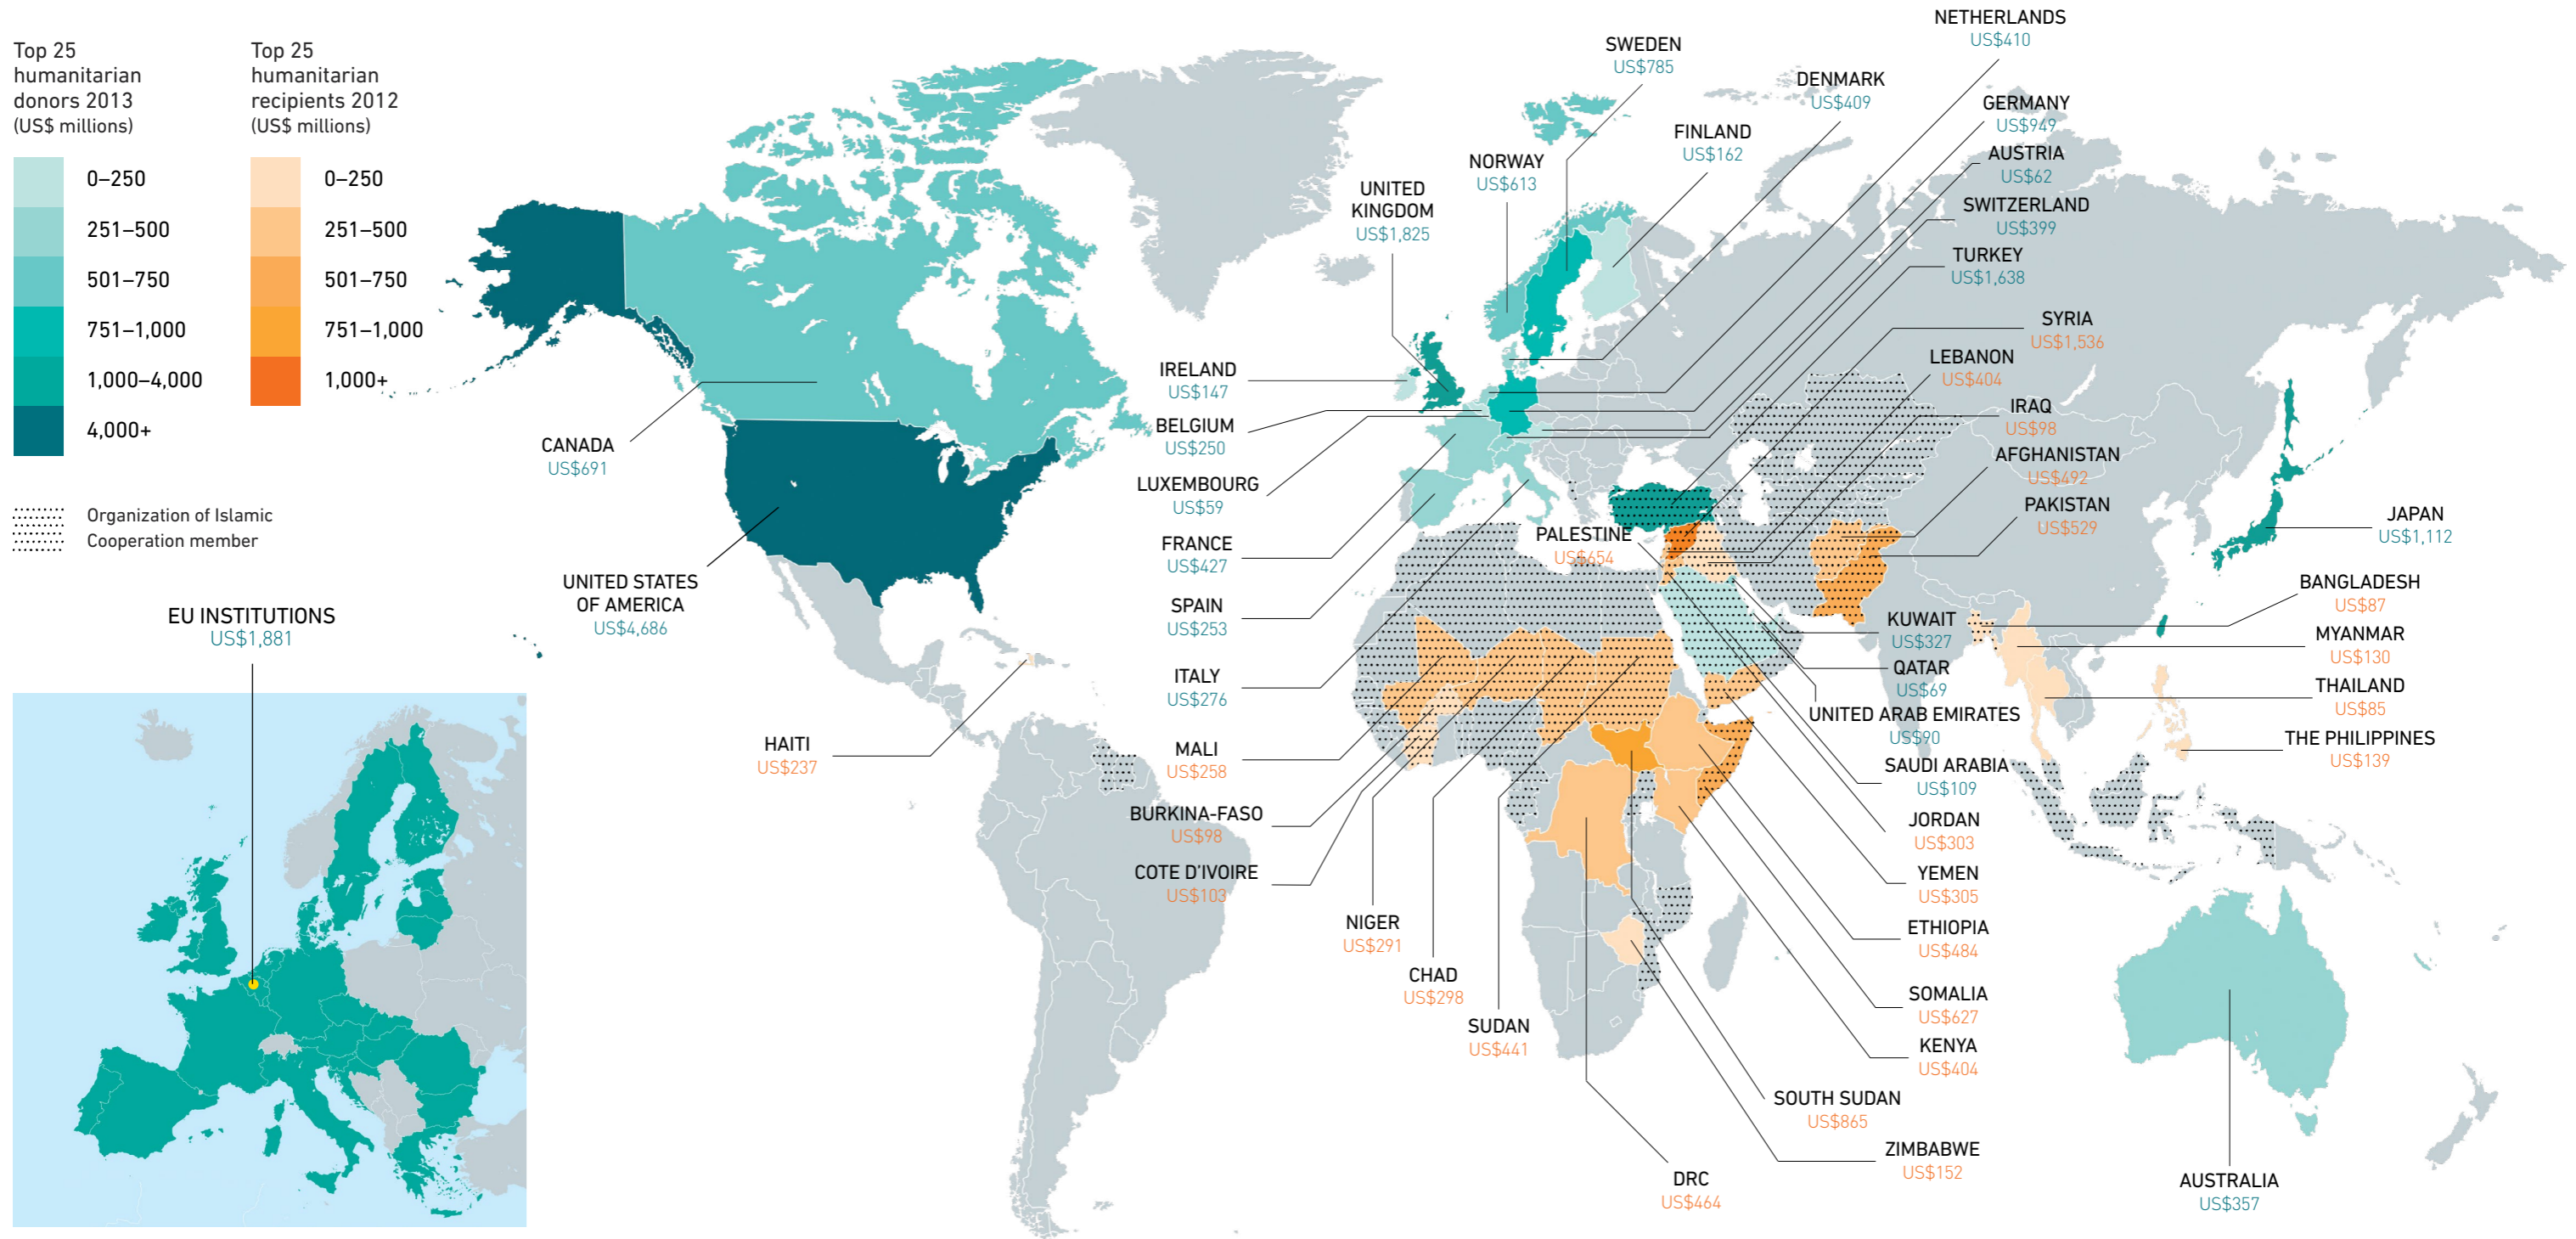 Top 25
humanitarian
donors 2013
(US$ millions)
0–250
251–500
501–750
751–1,000
1,000–4,000
4,000+
Top 25
humanitarian
recipients 2012
(US$ millions)
0–250
251–500
501–750
751–1,000
1,000+
Organization of Islamic
Cooperation member
EU INSTITUTIONS
US$1,881
CANADA
US$691
UNITED STATES
OF AMERICA
US$4,686
HAITI
US$237
UNITED
KINGDOM
US$1,825
NORWAY
US$613
SWEDEN
US$785
FINLAND
US$162
DENMARK
US$409
NETHERLANDS
US$410
GERMANY
US$949
AUSTRIA
US$62
SWITZERLAND
US$399
TURKEY
US$1,638
SYRIA
US$1,536
LEBANON
US$404
IRAQ
US$98
AFGHANISTAN
US$492
PAKISTAN
US$529
IRELAND
US$147
BELGIUM
US$250
LUXEMBOURG
US$59
FRANCE
US$427
SPAIN
US$253
ITALY
US$276
MALI
US$258
BURKINA-FASO
US$98
COTE D'IVOIRE
US$103
NIGER
US$291
CHAD
US$298
SUDAN
US$441
PALESTINE
US$654
JAPAN
US$1,112
BANGLADESH
US$87
MYANMAR
US$130
THAILAND
US$85
THE PHILIPPINES
US$139
KUWAIT
US$327
QATAR
US$69
UNITED ARAB EMIRATES
US$90
SAUDI ARABIA
US$109
JORDAN
US$303
YEMEN
US$305
ETHIOPIA
US$484
SOMALIA
US$627
KENYA
US$404
SOUTH SUDAN
US$865
ZIMBABWE
US$152
DRC
US$464
AUSTRALIA
US$357